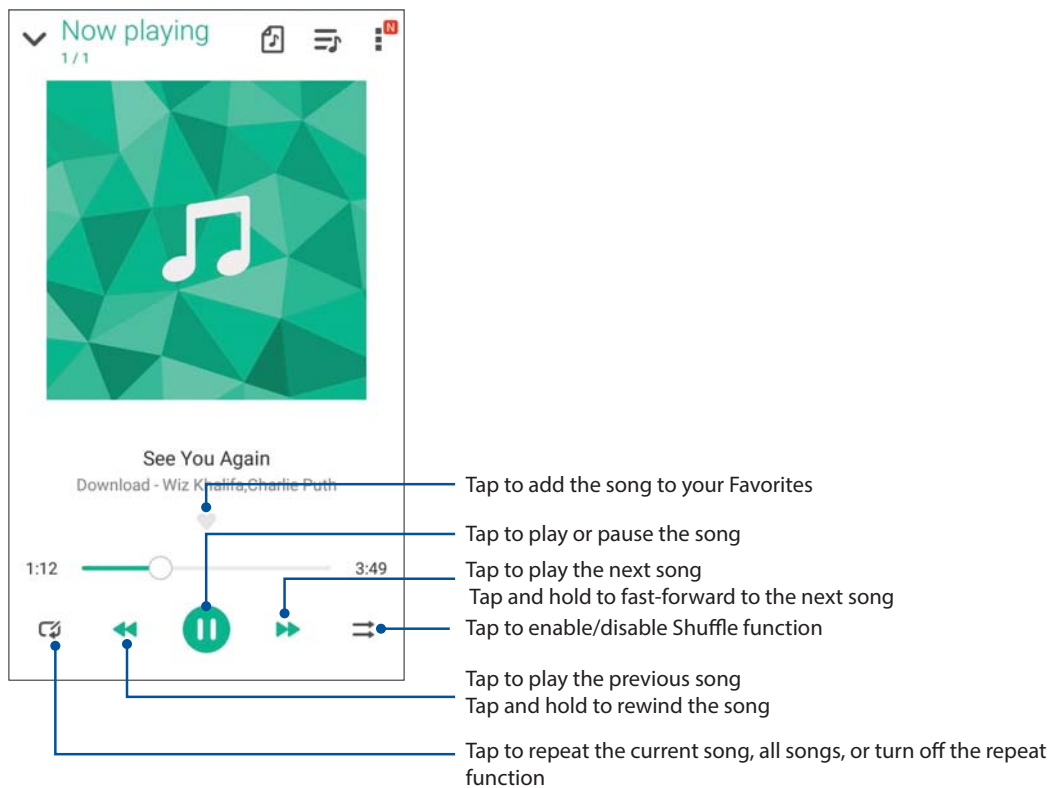 Now playing
N
1 / 1
See You Again
Download - Wiz Khalifa,Charlie Puth
Tap to add the song to your Favorites
Tap to play or pause the song
1:12
3:49
Tap to play the next song
Tap and hold to fast-forward to the next song
Tap to enable/disable Shuffle function
Tap to play the previous song
Tap and hold to rewind the song
Tap to repeat the current song, all songs, or turn off the repeat
function